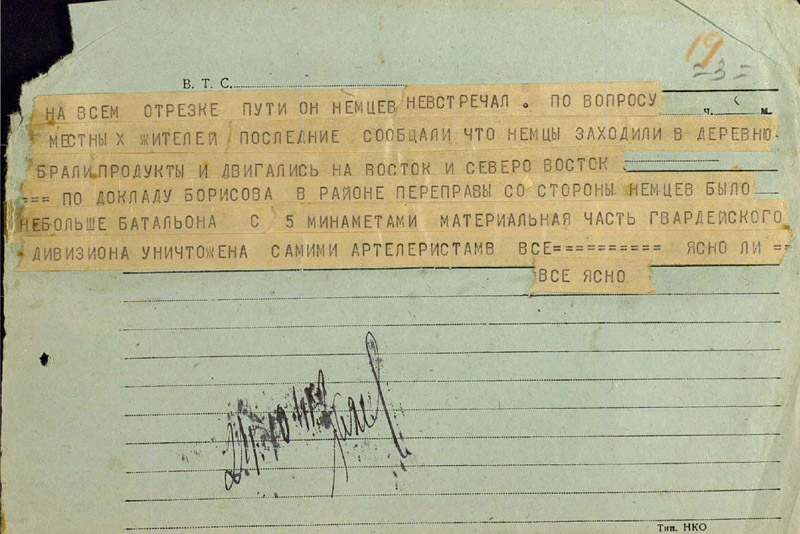 19
-3-
В. Т. С.
НА ВСЕМ ОТРЕЗКЕ ПУТИ ОН НЕМЦЕВ НЕВСТРЕЧАЛ . ПО ВОПРОСУ
Ч. М.
МЕСТНЫ Х ЖИТЕЛЕЙ ПОСЛЕДНИЕ СООБЦАЛИ ЧТО НЕМЦЫ ЗАХОДИЛИ В ДЕРЕВНЮ
БРАЛИ,ПРОДУКТЫ И ДВИГАЛИСЬ НА ВОСТОК И СЕВЕРО ВОСТОК
=== ПО ДОКЛАДУ БОРИСОВА В РАЙОНЕ ПЕРЕПРАВЫ СО СТОРОНЫ НЕМЦЕВ БЫЛО
НЕБОЛЬШЕ БАТАЛЬОНА С 5 МИНАМЕТАМИ МАТЕРИАЛЬНАЯ ЧАСТЬ ГВАРДЕЙСКОГО
ДИВИЗИОНА УНИЧТОЖЕНА САМИМИ АРТЕЛЕРИСТАМВ ВСЕ========== ЯСНО ЛИ ==
ВСЕ ЯСНО
Тип. НКО